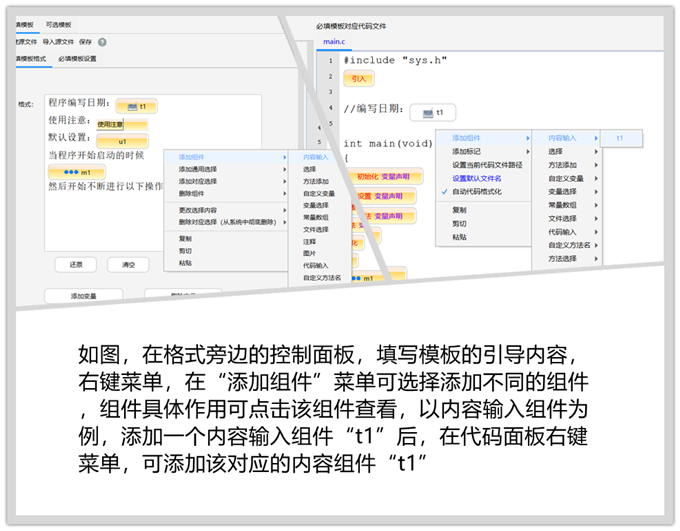 填模板 可选模板
选源文件 导入源文件 保存 ?
填模板格式 必填模板设置
格式:
程序编写日期: t1
使用注意: 使用注意
默认设置: u1
当程序开始启动的时候
m1
然后开始不断进行以下操作
添加组件
添加通用选择
添加对应选择
删除组件
更改选择内容
删除对应选择（从系统中彻底删除）
复制
剪切
粘贴
内容输入
选择
方法添加
自定义变量
变量选择
常量数组
文件选择
注释
图片
代码输入
自定义方法名
还原 清空
添加变量
必填模板对应代码文件
main.c
1 #include "sys.h"
2 引入
3
4 //编写日期: t1
int main(void)
{
初始化 变量声明
设置 变量声明
法 变量声明
化
m1
添加组件
添加标记
设置当前代码文件路径
设置默认文件名
自动代码格式化
复制
剪切
粘贴
内容输入
选择
方法添加
自定义变量
变量选择
常量数组
文件选择
代码输入
自定义方法名
方法选择
t1
如图，在格式旁边的控制面板，填写模板的引导内容，
右键菜单，在“添加组件”菜单可选择添加不同的组件
，组件具体作用可点击该组件查看，以内容输入组件为
例，添加一个内容输入组件“t1”后，在代码面板右键
菜单，可添加该对应的内容组件“t1”